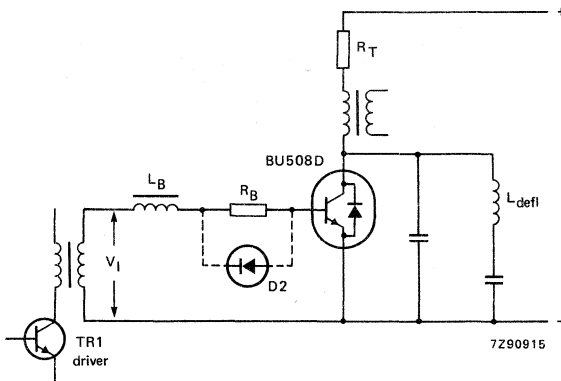 +
R_T
BU508D
L_B
R_B
L_defl
V_I
D2
TR1
driver
7Z90915
−